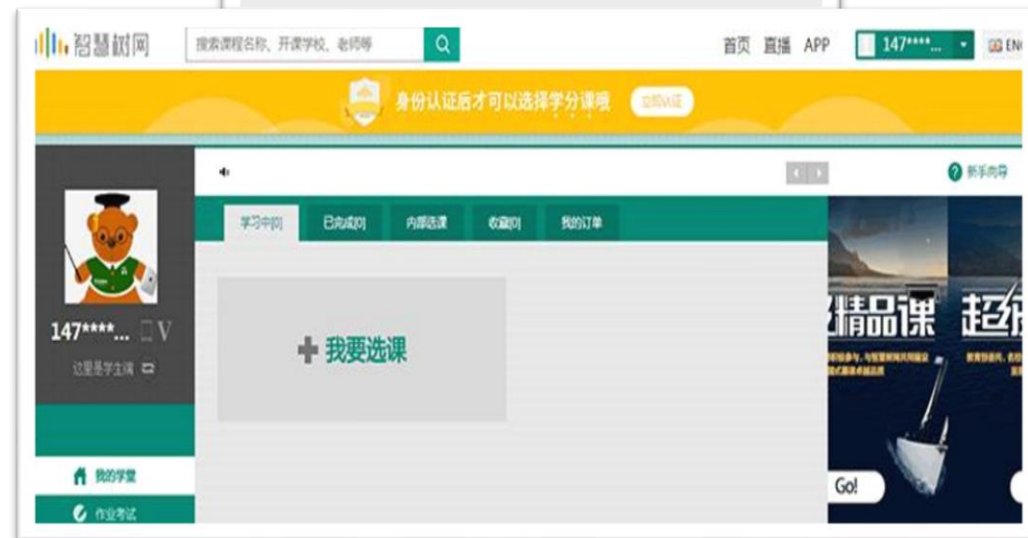 智慧树网
搜索课程名称、开课学校、老师等
首页 直播 APP
147****...
EN
身份认证后才可以选择学分课哦
立即认证
新手向导
学习中[0] 已完成[0] 内部选课 收藏[0] 我的订单
147****... V
这里是学生端
我要选课
精品课
超
Go!
我的学堂
作业考试